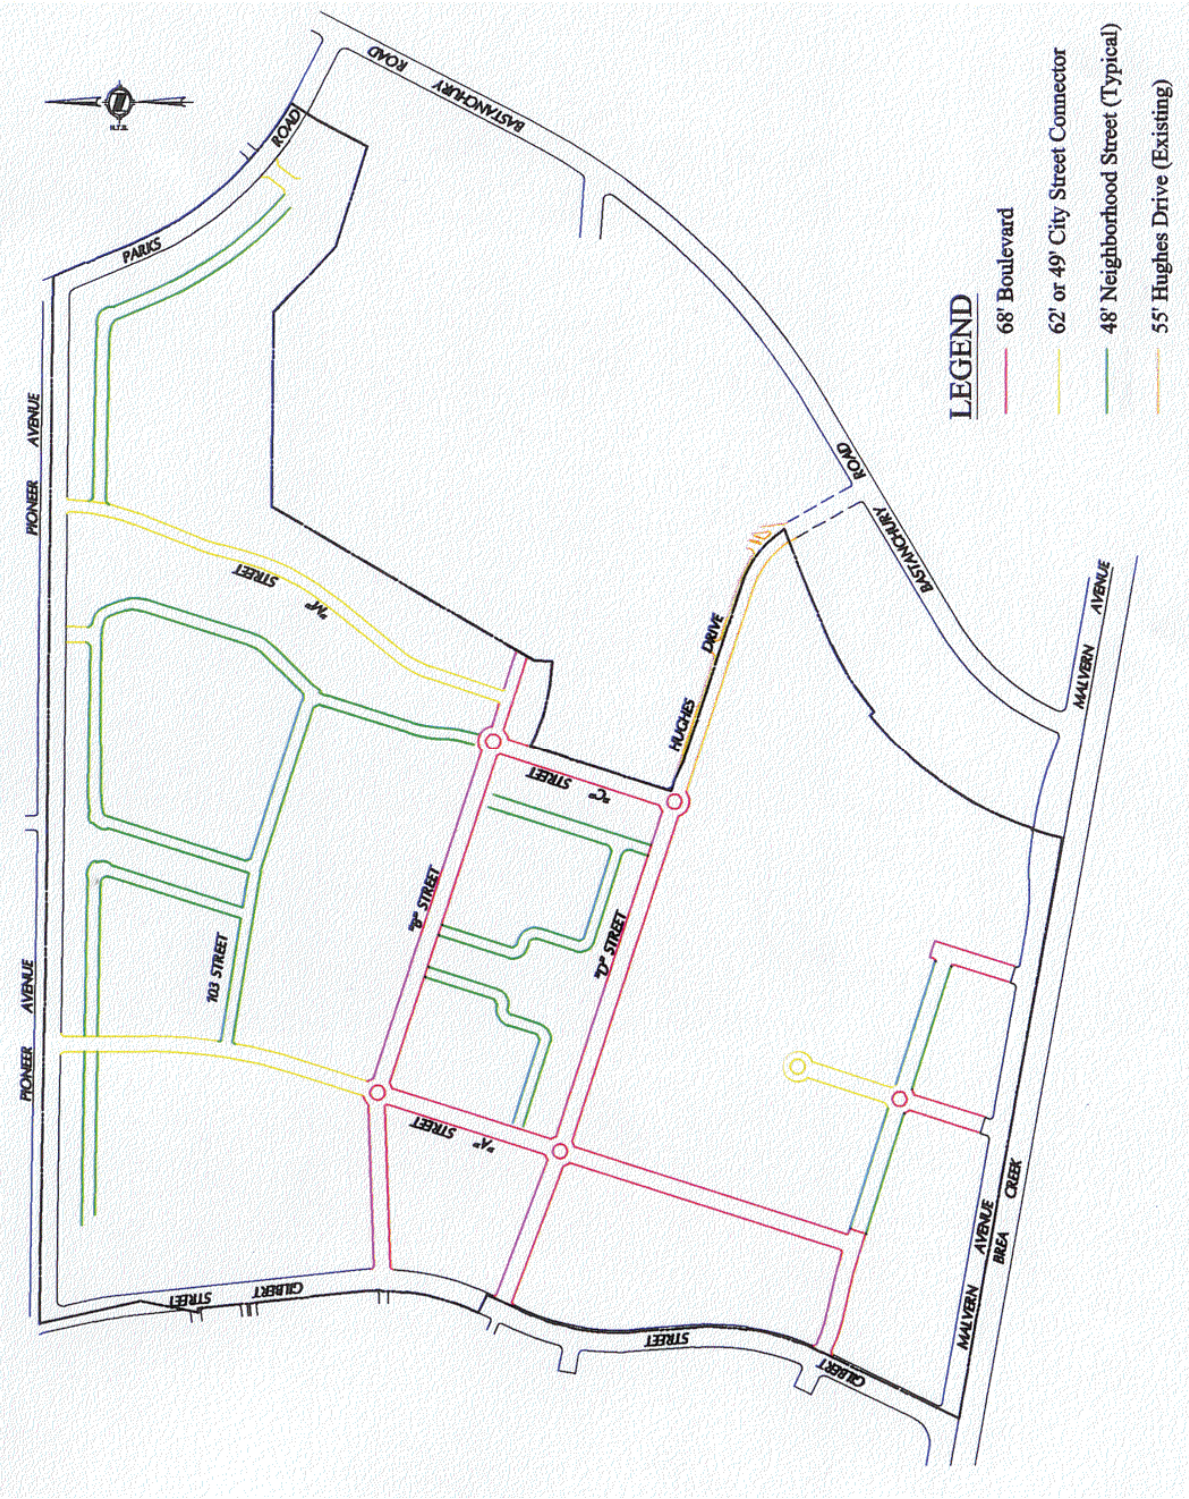 ROAD
BASTANCHURY
ROAD
PARKS
PIONEER AVENUE
N.T.S.
STREET
"M"
LEGEND
68' Boulevard
62' or 49' City Street Connector
48' Neighborhood Street (Typical)
55' Hughes Drive (Existing)
ROAD
BASTANCHURY
MALVERN AVENUE
HUGHES DRIVE
STREET
"C"
"B" STREET
"D" STREET
103 STREET
PIONEER AVENUE
STREET
"A"
GILBERT
STREET
STREET
GILBERT
MALVERN AVENUE
BREA CREEK